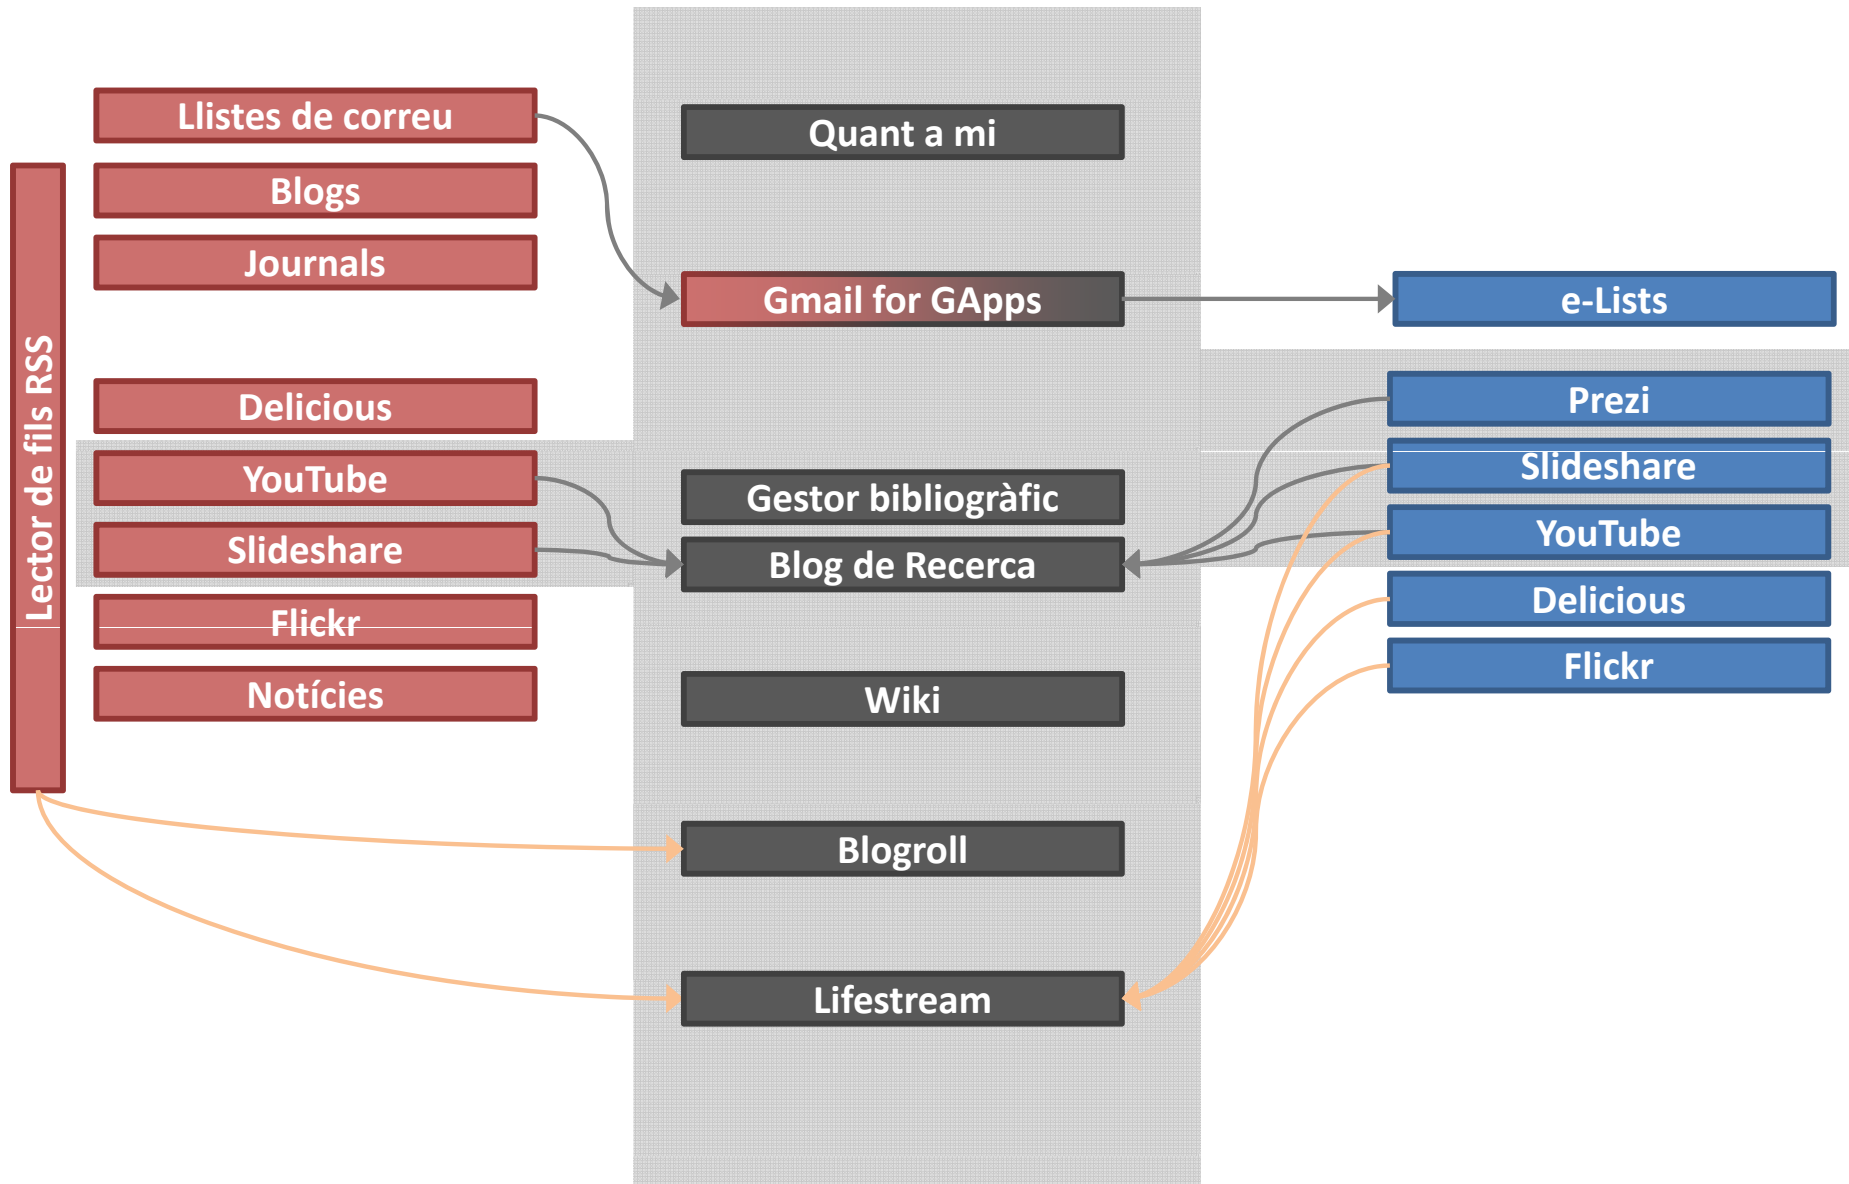 Lector de fils RSS
Llistes de correu
Blogs
Journals
Delicious
YouTube
Slideshare
Flickr
Notícies
Quant a mi
Gmail for GApps
Gestor bibliogràfic
Blog de Recerca
Wiki
Blogroll
Lifestream
e-Lists
Prezi
Slideshare
YouTube
Delicious
Flickr